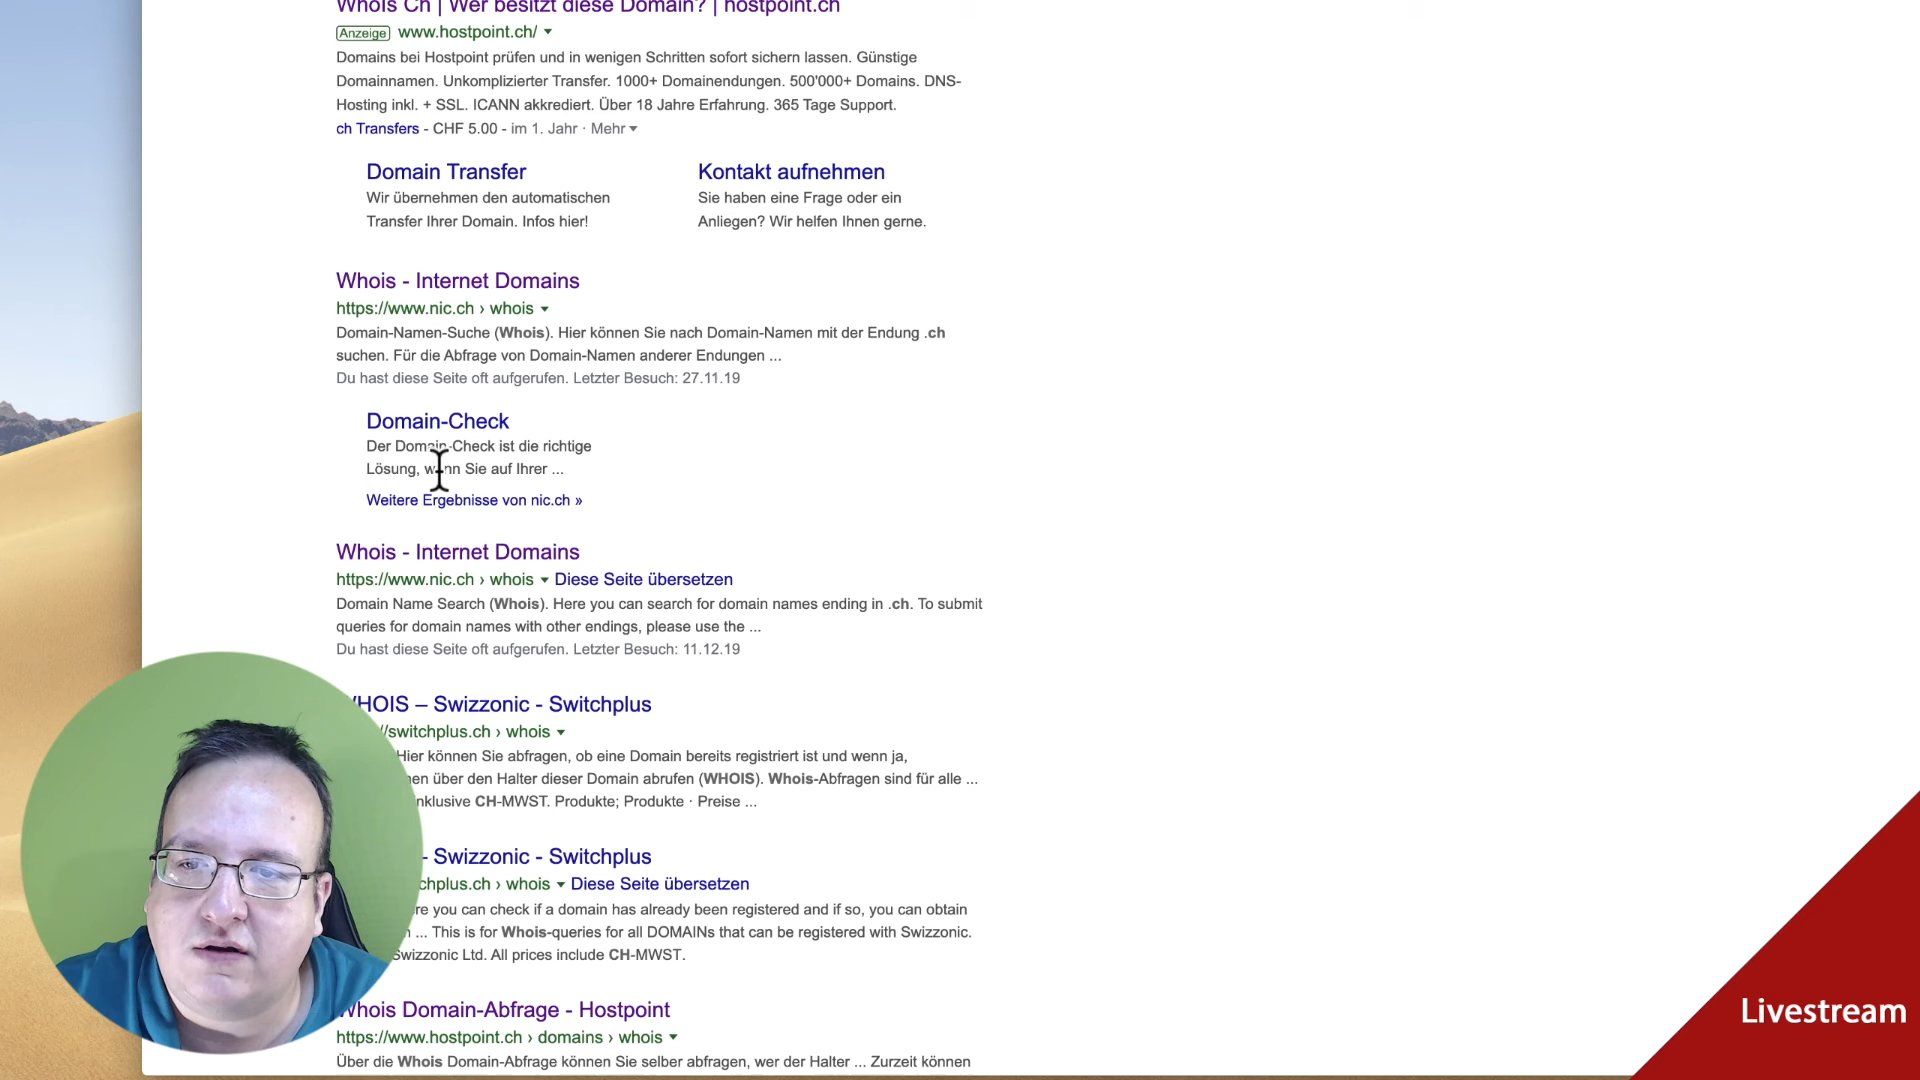 WhoIs Ch | Wer besitzt diese Domain? | hostpoint.ch
Anzeige www.hostpoint.ch/
Domains bei Hostpoint prüfen und in wenigen Schritten sofort sichern lassen. Günstige
Domainnamen. Unkomplizierter Transfer. 1000+ Domainendungen. 500'000+ Domains. DNS-
Hosting inkl. + SSL. ICANN akkrediert. Über 18 Jahre Erfahrung. 365 Tage Support.
ch Transfers - CHF 5.00 - im 1. Jahr · Mehr
Domain Transfer
Wir übernehmen den automatischen
Transfer Ihrer Domain. Infos hier!
Kontakt aufnehmen
Sie haben eine Frage oder ein
Anliegen? Wir helfen Ihnen gerne.
Whois - Internet Domains
https://www.nic.ch › whois
Domain-Namen-Suche (Whois). Hier können Sie nach Domain-Namen mit der Endung .ch
suchen. Für die Abfrage von Domain-Namen anderer Endungen ...
Du hast diese Seite oft aufgerufen. Letzter Besuch: 27.11.19
Domain-Check
Der Domain-Check ist die richtige
Lösung, wenn Sie auf Ihrer ...
Weitere Ergebnisse von nic.ch »
Whois - Internet Domains
https://www.nic.ch › whois Diese Seite übersetzen
Domain Name Search (Whois). Here you can search for domain names ending in .ch. To submit
queries for domain names with other endings, please use the ...
Du hast diese Seite oft aufgerufen. Letzter Besuch: 11.12.19
WHOIS – Swizzonic - Switchplus
/switchplus.ch › whois
Hier können Sie abfragen, ob eine Domain bereits registriert ist und wenn ja,
über den Halter dieser Domain abrufen (WHOIS). Whois-Abfragen sind für alle ...
inklusive CH-MWST. Produkte; Produkte · Preise ...
- Swizzonic - Switchplus
chplus.ch › whois Diese Seite übersetzen
you can check if a domain has already been registered and if so, you can obtain
... This is for Whois-queries for all DOMAINs that can be registered with Swizzonic.
Swizzonic Ltd. All prices include CH-MWST.
Whois Domain-Abfrage - Hostpoint
https://www.hostpoint.ch › domains › whois
Über die Whois Domain-Abfrage können Sie selber abfragen, wer der Halter ... Zurzeit können
Livestream